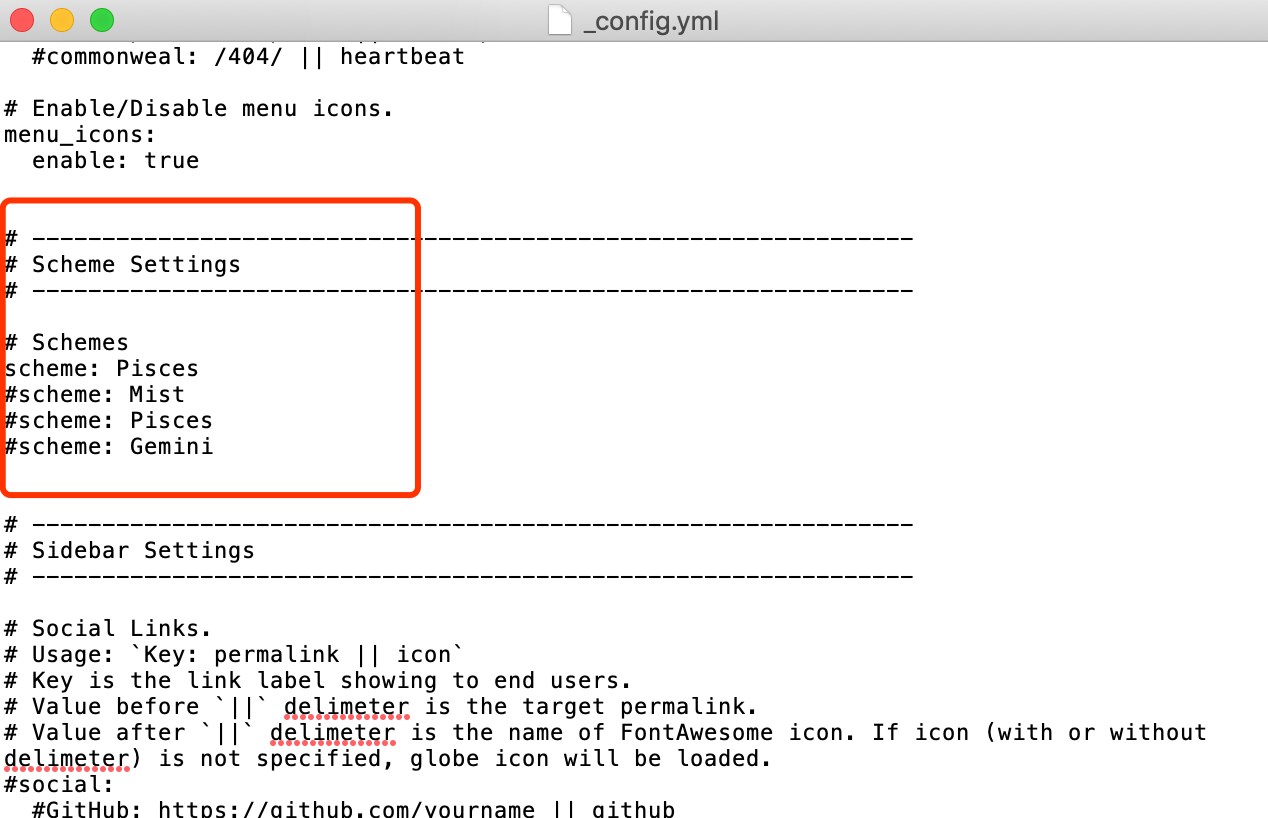 _config.yml
#commonweal: /404/ || heartbeat
# Enable/Disable menu icons.
menu_icons:
  enable: true
# ---------------------------------------------------------------
# Scheme Settings
# ---------------------------------------------------------------
# Schemes
scheme: Pisces
#scheme: Mist
#scheme: Pisces
#scheme: Gemini
# ---------------------------------------------------------------
# Sidebar Settings
# ---------------------------------------------------------------
# Social Links.
# Usage: `Key: permalink || icon`
# Key is the link label showing to end users.
# Value before `||` delimeter is the target permalink.
# Value after `||` delimeter is the name of FontAwesome icon. If icon (with or without
delimeter) is not specified, globe icon will be loaded.
#social:
  #GitHub: https://github.com/yourname || github